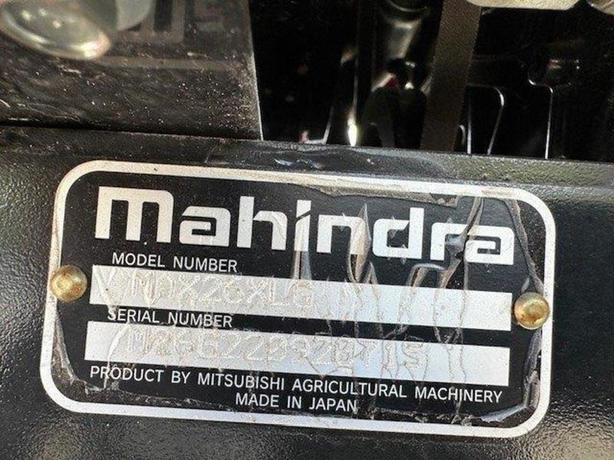 mahindra
MODEL NUMBER
SERIAL NUMBER
PRODUCT BY MITSUBISHI AGRICULTURAL MACHINERY
MADE IN JAPAN